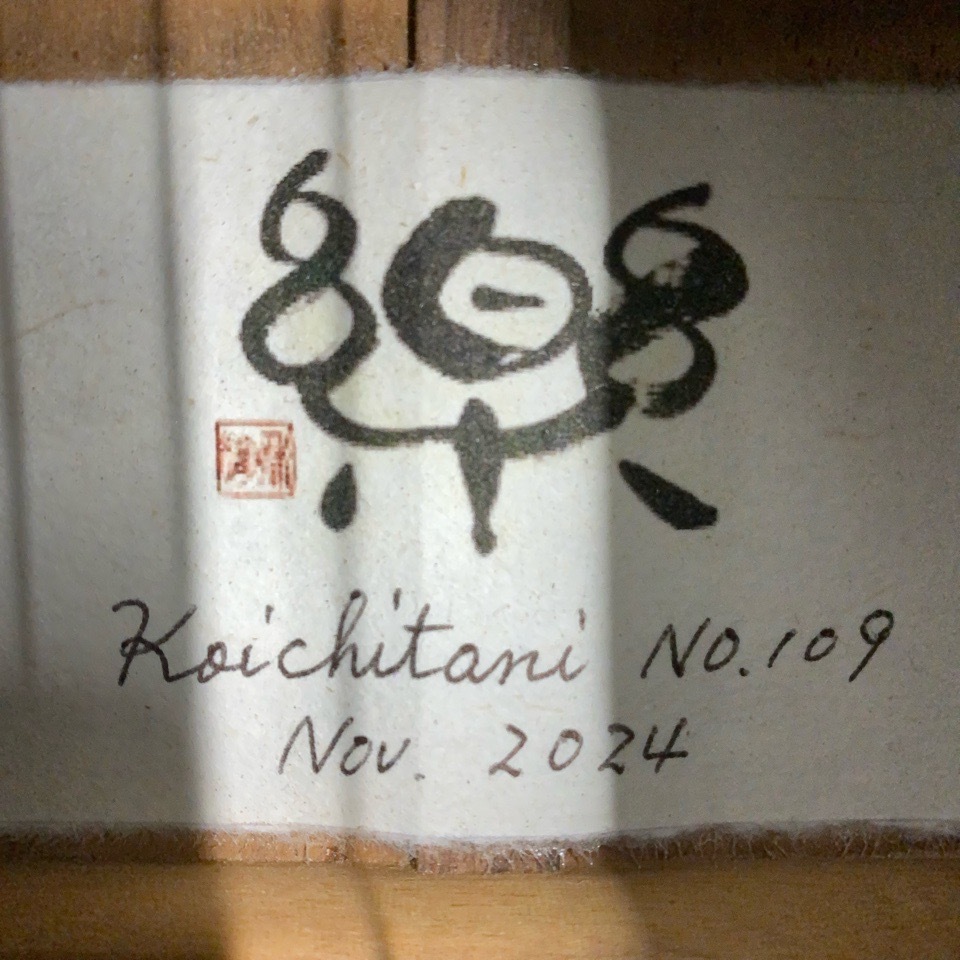 樂
Koichitani No.109
Nov. 2024